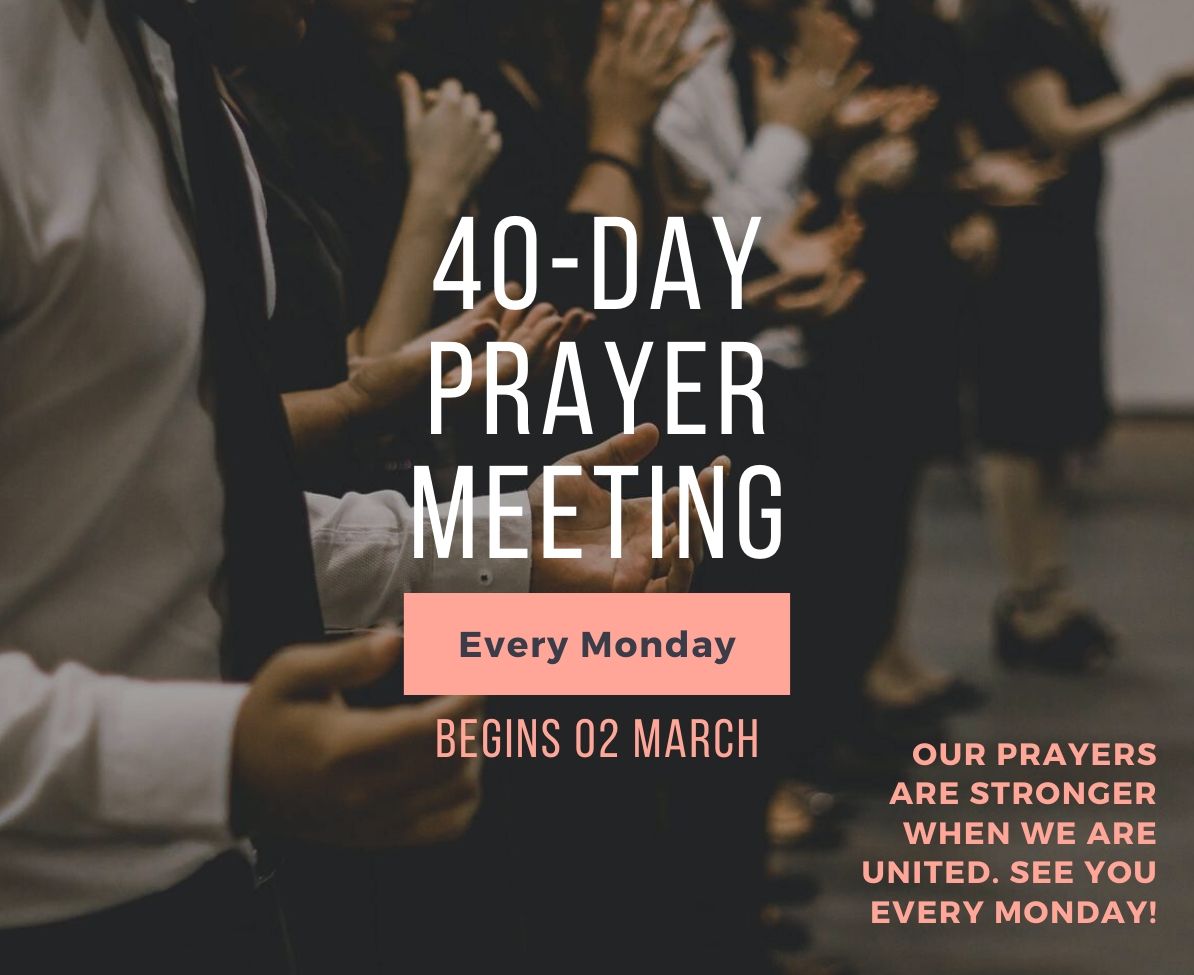 40-DAY
PRAYER
MEETING
Every Monday
BEGINS 02 MARCH
OUR PRAYERS
ARE STRONGER
WHEN WE ARE
UNITED. SEE YOU
EVERY MONDAY!